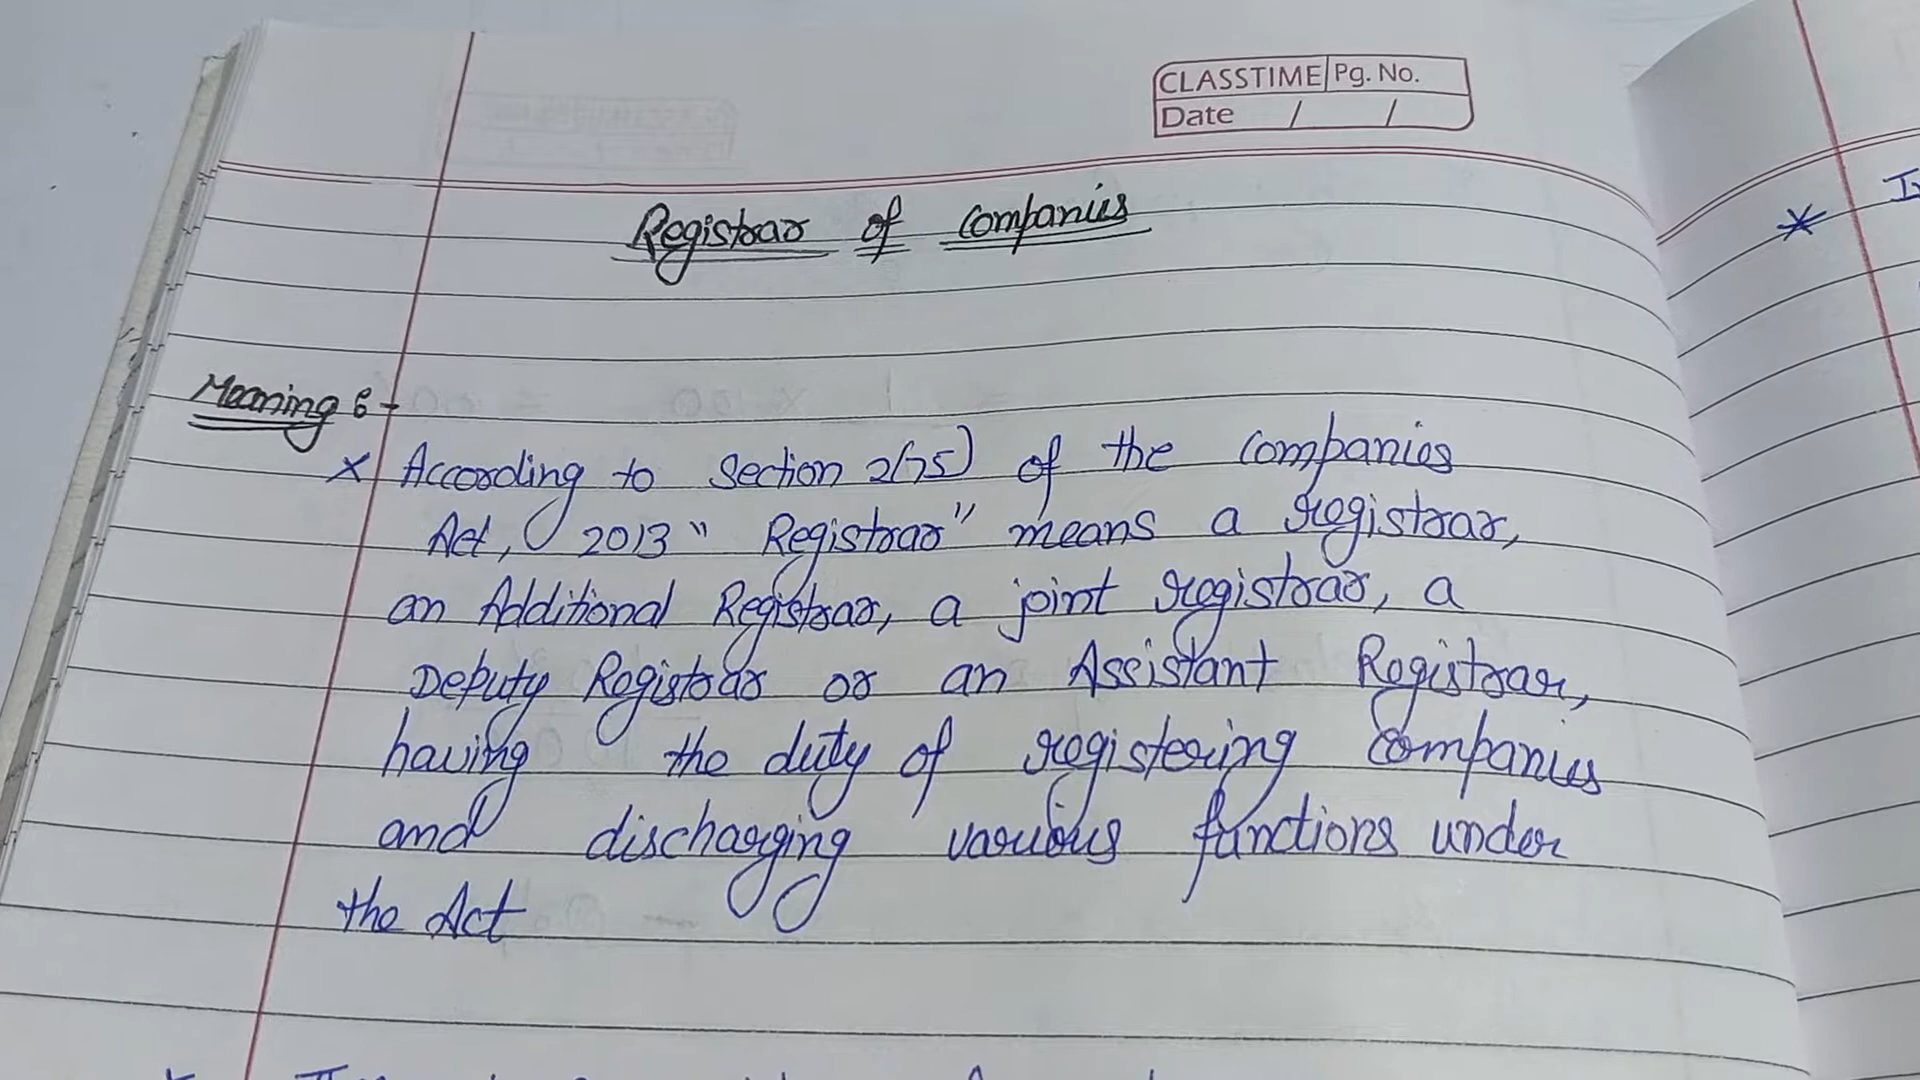 CLASSTIME Pg. No.
Date / /
Registrar of Companies
Meaning :-
x According to Section 2(75) of the Companies
Act, 2013 " Registrar" means a registrar,
an Additional Registrar, a joint registrar, a
Deputy Registrar or an Assistant Registrar,
having the duty of registering Companies
and discharging various functions under
the Act